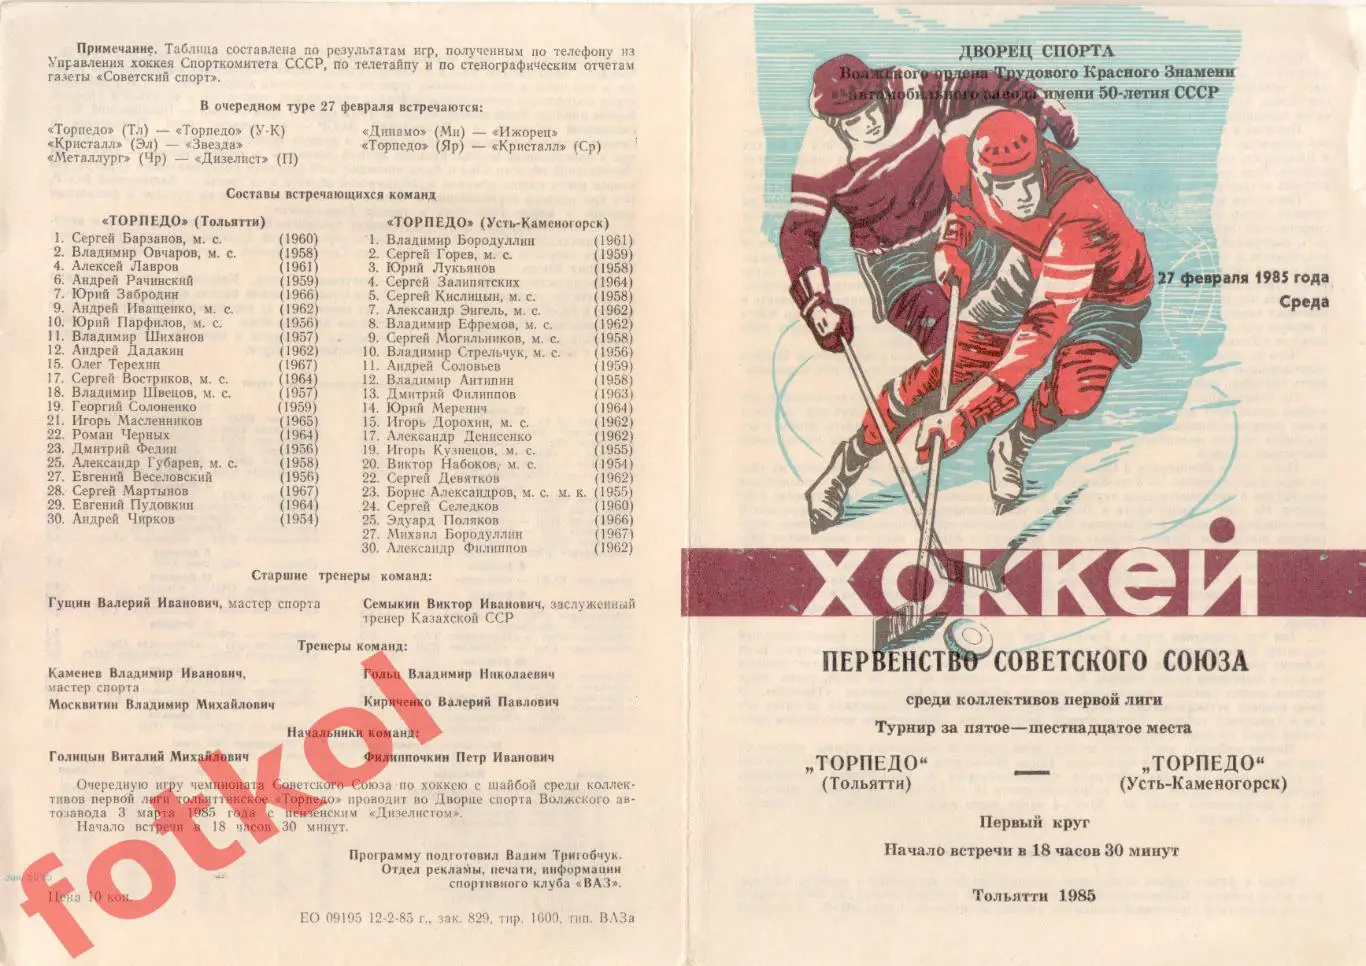 Примечание. Таблица составлена по результатам игр, полученным по телефону из
Управления хоккея Спорткомитета СССР, по телетайпу и по стенографическим отчетам
газеты «Советский спорт».
В очередном туре 27 февраля встречаются:
«Торпедо» (Тл) — «Торпедо» (У-К)
«Кристалл» (Эл) — «Звезда»
«Металлург» (Чр) — «Дизелист» (П)
«Динамо» (Мн) — «Ижорец»
«Торпедо» (Яр) — «Кристалл» (Ср)
Составы встречающихся команд
«ТОРПЕДО» (Тольятти)
1. Сергей Барзанов, м. с. (1960)
2. Владимир Овчаров, м. с. (1958)
4. Алексей Лавров (1961)
6. Андрей Рачинский (1959)
7. Юрий Забродин (1966)
9. Андрей Иващенко, м. с. (1962)
10. Юрий Парфилов, м. с. (1956)
11. Владимир Шиханов (1957)
12. Андрей Дадакин (1962)
15. Олег Терехин (1967)
17. Сергей Востриков, м. с. (1964)
18. Владимир Швецов, м. с. (1957)
19. Георгий Солоненко (1959)
21. Игорь Масленников (1965)
22. Роман Черных (1964)
23. Дмитрий Федин (1956)
25. Александр Губарев, м. с. (1958)
27. Евгений Веселовский (1956)
28. Сергей Мартынов (1967)
29. Евгений Пудовкин (1964)
30. Андрей Чирков (1954)
«ТОРПЕДО» (Усть-Каменогорск)
1. Владимир Бородуллин (1961)
2. Сергей Горев, м. с. (1959)
3. Юрий Лукьянов (1958)
4. Сергей Залипятских (1964)
5. Сергей Кислицын, м. с. (1958)
7. Александр Энгель, м. с. (1962)
8. Владимир Ефремов, м. с. (1962)
9. Сергей Могильников, м. с. (1958)
10. Владимир Стрельчук, м. с. (1956)
11. Андрей Соловьев (1959)
12. Владимир Антипин (1958)
13. Дмитрий Филиппов (1963)
14. Юрий Меренич (1964)
15. Игорь Дорохин, м. с. (1962)
17. Александр Денисенко (1962)
19. Игорь Кузнецов, м. с. (1955)
20. Виктор Набоков, м. с. (1954)
22. Сергей Девятков (1962)
23. Борис Александров, м. с. м. к. (1955)
24. Сергей Селедков (1960)
25. Эдуард Поляков (1966)
27. Михаил Бородуллин (1967)
30. Александр Филиппов (1962)
Старшие тренеры команд:
Гущин Валерий Иванович, мастер спорта
Семыкин Виктор Иванович, заслуженный
тренер Казахской ССР
Тренеры команд:
Каменев Владимир Иванович,
мастер спорта
Москвитин Владимир Михайлович
Гольц Владимир Николаевич
Кириченко Валерий Павлович
Начальники команд:
Голицын Виталий Михайлович
Филиппочкин Петр Иванович
Очередную игру чемпионата Советского Союза по хоккею с шайбой среди коллек-
тивов первой лиги тольяттинское «Торпедо» проводит во Дворце спорта Волжского ав-
тозавода 3 марта 1985 года с пензенским «Дизелистом».
Начало встречи в 18 часов 30 минут.
Программу подготовил Вадим Тригобчук.
Отдел рекламы, печати, информации
спортивного клуба «ВАЗ».
Цена 10 коп.
ЕО 09195 12-2-85 г., зак. 829, тир. 1600, тип. ВАЗа
fotkol
ДВОРЕЦ СПОРТА
Волжского ордена Трудового Красного Знамени
автомобильного завода имени 50-летия СССР
27 февраля 1985 года
Среда
хоккей
ПЕРВЕНСТВО СОВЕТСКОГО СОЮЗА
среди коллективов первой лиги
Турнир за пятое—шестнадцатое места
„ТОРПЕДО“ — „ТОРПЕДО“
(Тольятти) (Усть-Каменогорск)
Первый круг
Начало встречи в 18 часов 30 минут
Тольятти 1985